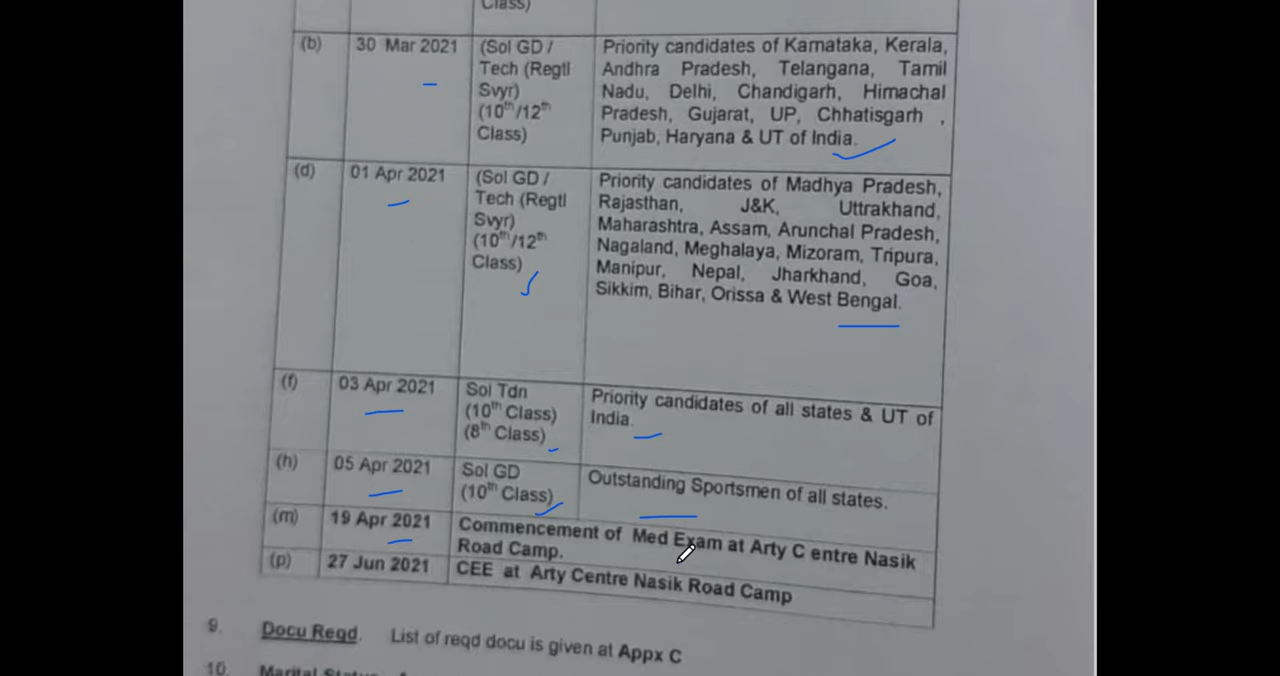 Class)
(b) 30 Mar 2021 (Sol GD / Priority candidates of Karnataka, Kerala,
Tech (Regtl Andhra Pradesh, Telangana, Tamil
Svyr) Nadu, Delhi, Chandigarh, Himachal
(10th/12th Pradesh, Gujarat, UP, Chhatisgarh ,
Class) Punjab, Haryana & UT of India.
(d) 01 Apr 2021 (Sol GD / Priority candidates of Madhya Pradesh,
Tech (Regtl Rajasthan, J&K, Uttrakhand,
Svyr) Maharashtra, Assam, Arunchal Pradesh,
(10th/12th Nagaland, Meghalaya, Mizoram, Tripura,
Class) Manipur, Nepal, Jharkhand, Goa,
Sikkim, Bihar, Orissa & West Bengal.
(f) 03 Apr 2021 Sol Tdn Priority candidates of all states & UT of
(10th Class) India.
(8th Class)
(h) 05 Apr 2021 Sol GD Outstanding Sportsmen of all states.
(10th Class)
(m) 19 Apr 2021 Commencement of Med Exam at Arty C entre Nasik
Road Camp.
(p) 27 Jun 2021 CEE at Arty Centre Nasik Road Camp
9. Docu Reqd. List of reqd docu is given at Appx C
10. Marital Status.